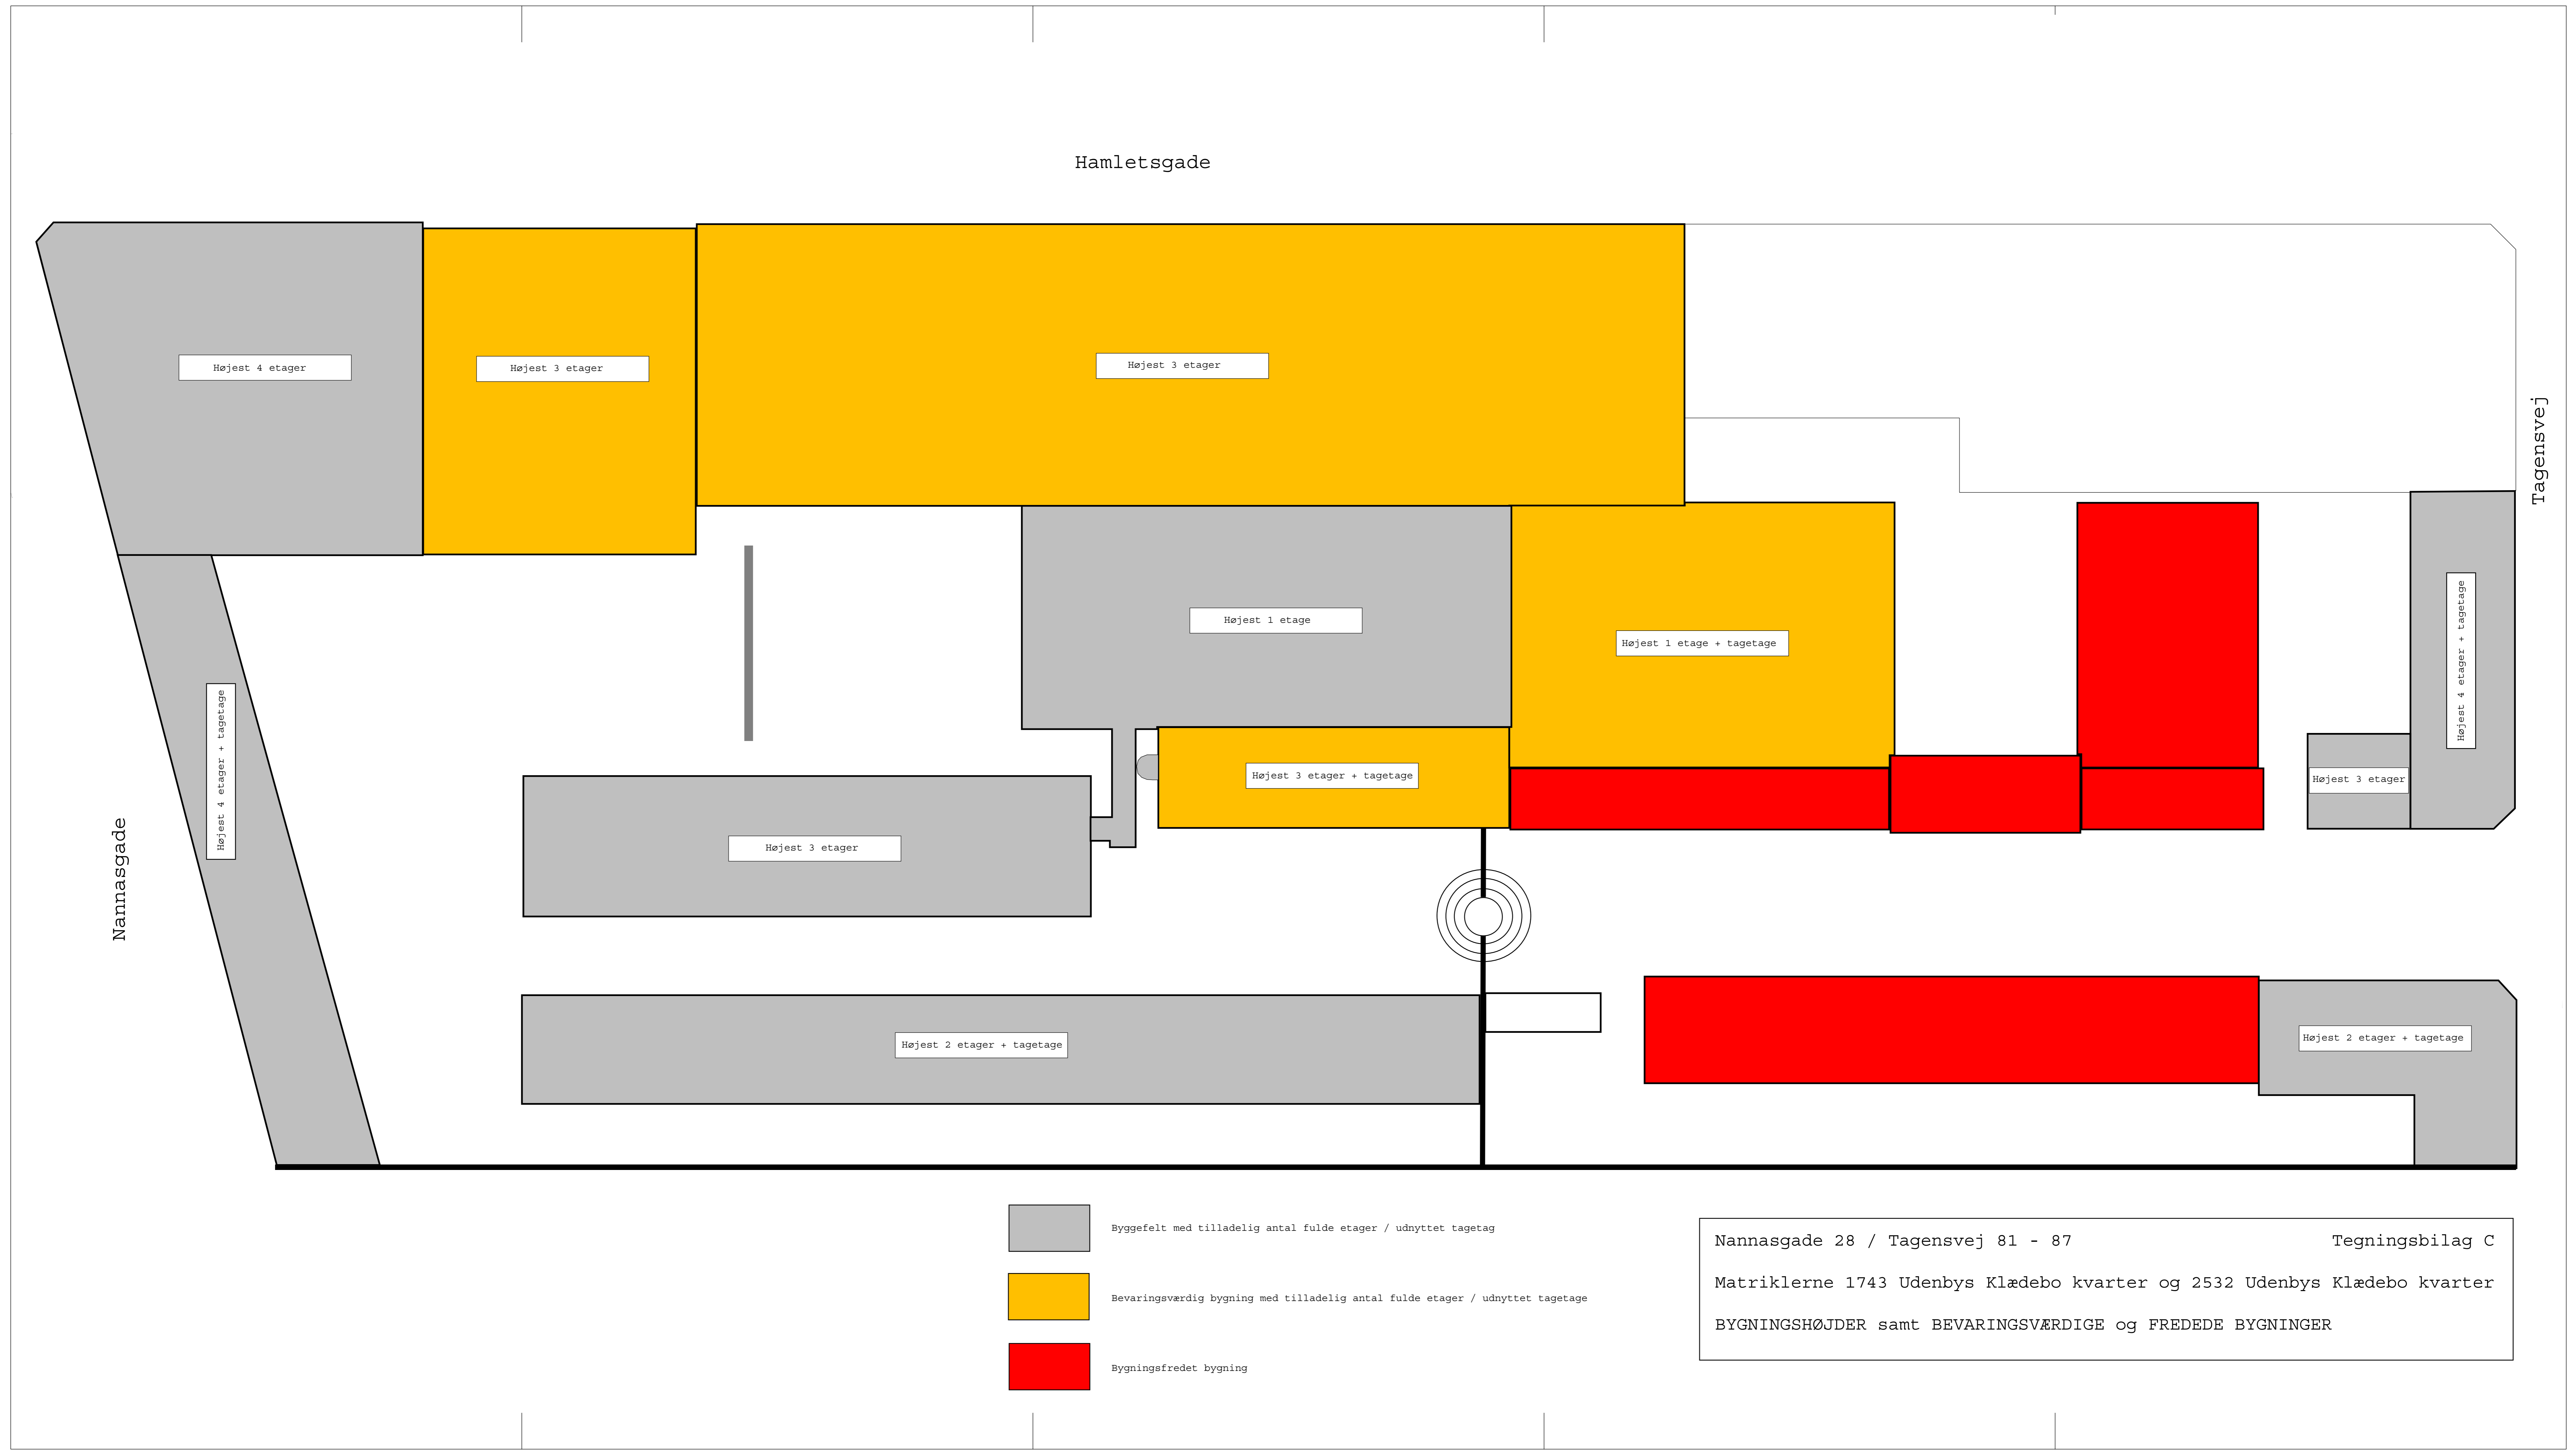 Hamletsgade
Højest 4 etager
Højest 3 etager
Højest 3 etager
Tagensvej
Højest 1 etage
Højest 1 etage + tagetage
Højest 4 etager + tagetage
Højest 4 etager + tagetage
Højest 3 etager + tagetage
Højest 3 etager
Nannasgade
Højest 3 etager
Højest 2 etager + tagetage
Højest 2 etager + tagetage
Byggefelt med tilladelig antal fulde etager / udnyttet tagetag
Bevaringsværdig bygning med tilladelig antal fulde etager / udnyttet tagetage
Bygningsfredet bygning
Nannasgade 28 / Tagensvej 81 - 87 Tegningsbilag C
Matriklerne 1743 Udenbys Klædebo kvarter og 2532 Udenbys Klædebo kvarter
BYGNINGSHØJDER samt BEVARINGSVÆRDIGE og FREDEDE BYGNINGER